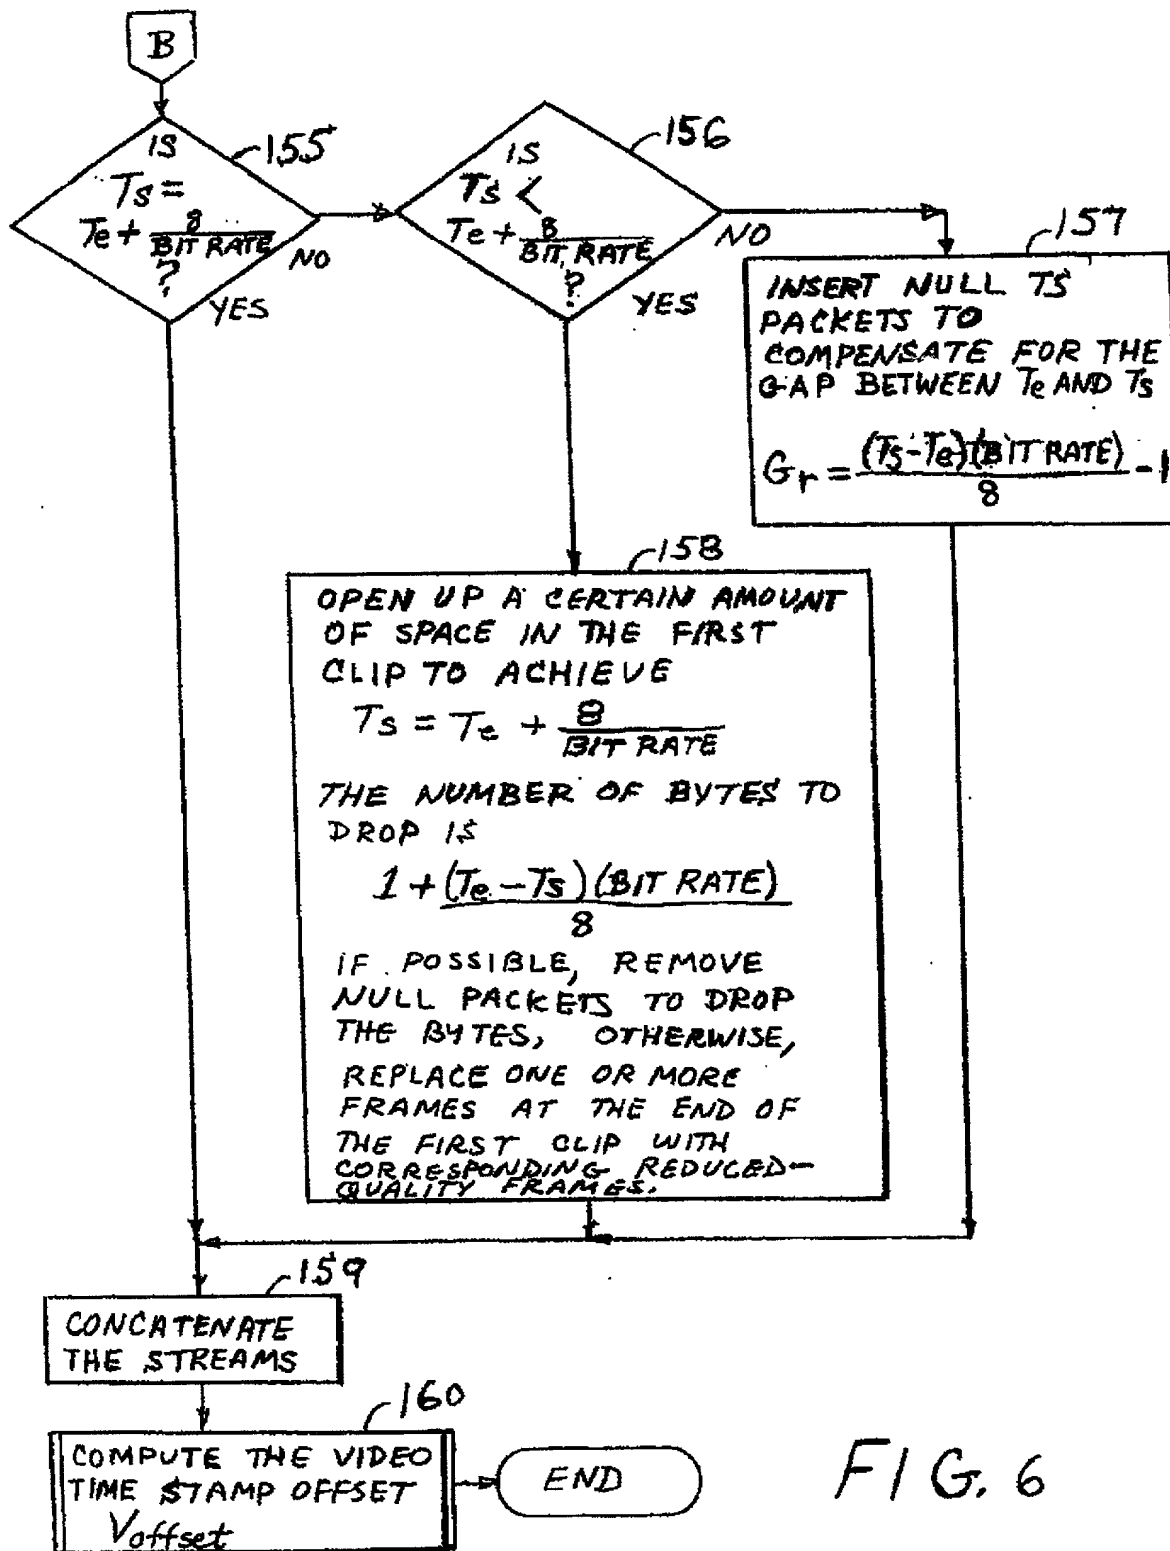 B
IS
Ts =
Te + 8/BIT RATE
?
155
NO
YES
IS
Ts <
Te + 8/BIT RATE
?
156
NO
YES
157
INSERT NULL TS
PACKETS TO
COMPENSATE FOR THE
GAP BETWEEN Te AND Ts
Gr = (Ts-Te)(BIT RATE)/8 - 1
158
OPEN UP A CERTAIN AMOUNT
OF SPACE IN THE FIRST
CLIP TO ACHIEVE
Ts = Te + 8/BIT RATE
THE NUMBER OF BYTES TO
DROP IS
1 + (Te - Ts)(BIT RATE)/8
IF POSSIBLE, REMOVE
NULL PACKETS TO DROP
THE BYTES, OTHERWISE,
REPLACE ONE OR MORE
FRAMES AT THE END OF
THE FIRST CLIP WITH
CORRESPONDING REDUCED-
QUALITY FRAMES.
159
CONCATENATE
THE STREAMS
160
COMPUTE THE VIDEO
TIME STAMP OFFSET
Voffset
END
FIG. 6